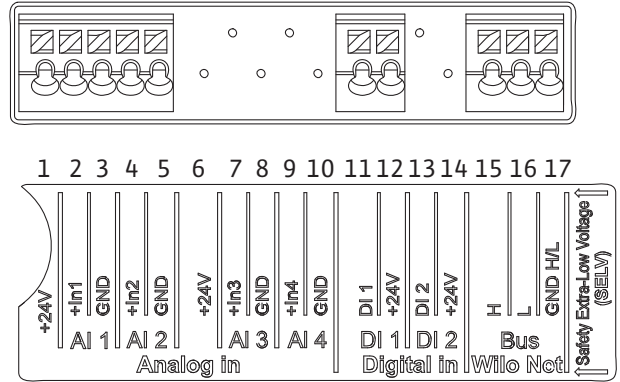 1 2 3 4 5 6 7 8 9 10 11 12 13 14 15 16 17
+24V +In1 GND +In2 GND +24V +In3 GND +In4 GND DI 1 +24V DI 2 +24V H L GND H/L
AI 1 AI 2 AI 3 AI 4 DI 1 DI 2 Bus
Analog in Digital in Wilo Net
Safety Extra-Low Voltage
(SELV)